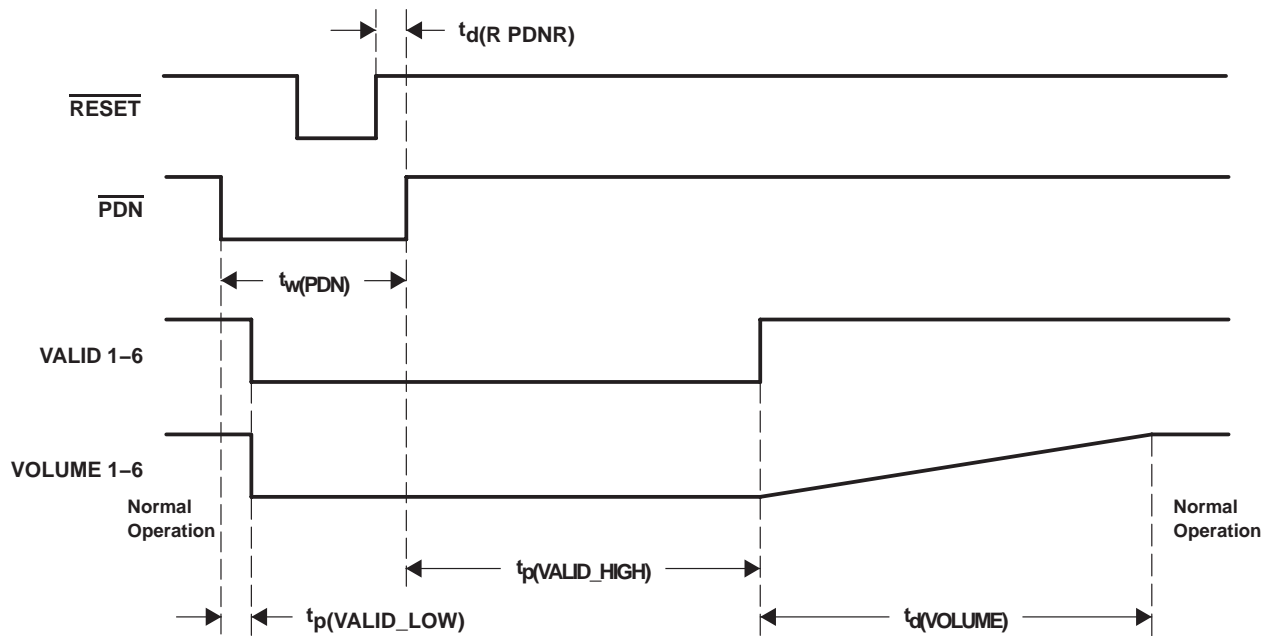 td(R PDNR)
RESET
PDN
tw(PDN)
VALID 1–6
VOLUME 1–6
Normal
Operation
Normal
Operation
tp(VALID_HIGH)
tp(VALID_LOW)
td(VOLUME)